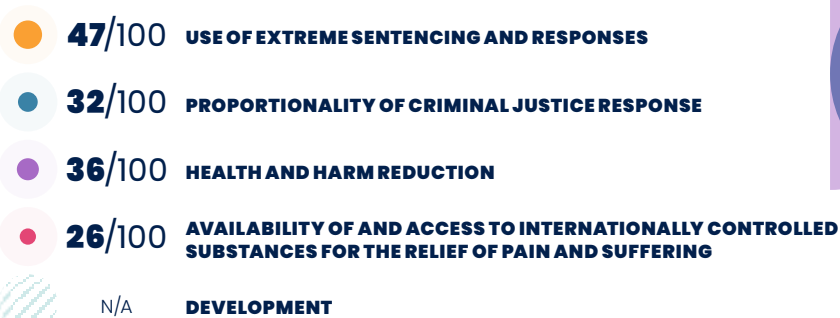 47/100 USE OF EXTREME SENTENCING AND RESPONSES
32/100 PROPORTIONALITY OF CRIMINAL JUSTICE RESPONSE
36/100 HEALTH AND HARM REDUCTION
26/100 AVAILABILITY OF AND ACCESS TO INTERNATIONALLY CONTROLLED
SUBSTANCES FOR THE RELIEF OF PAIN AND SUFFERING
N/A DEVELOPMENT